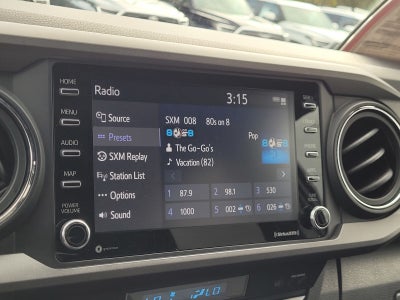 Radio
3:15
HOME
MENU
AUDIO
MAP
POWER
VOLUME
Source
Presets
SXM Replay
Station List
Options
Sound
SXM 008 80s on 8
Pop
The Go-Go's
Vacation (82)
1 87.9 2 98.1 3 530
4 1000 5 002 6 026
SiriusXM
LO